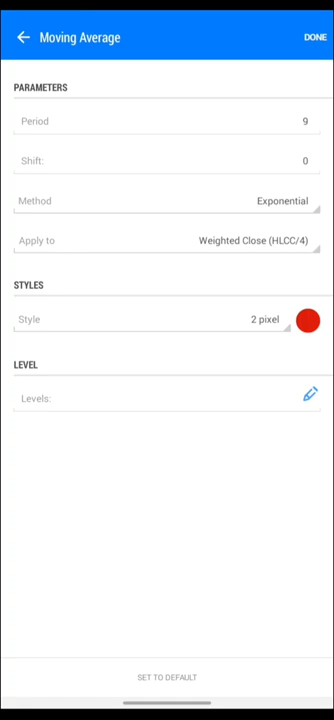 Moving Average
DONE
PARAMETERS
Period 9
Shift: 0
Method Exponential
Apply to Weighted Close (HLCC/4)
STYLES
Style 2 pixel
LEVEL
Levels:
SET TO DEFAULT